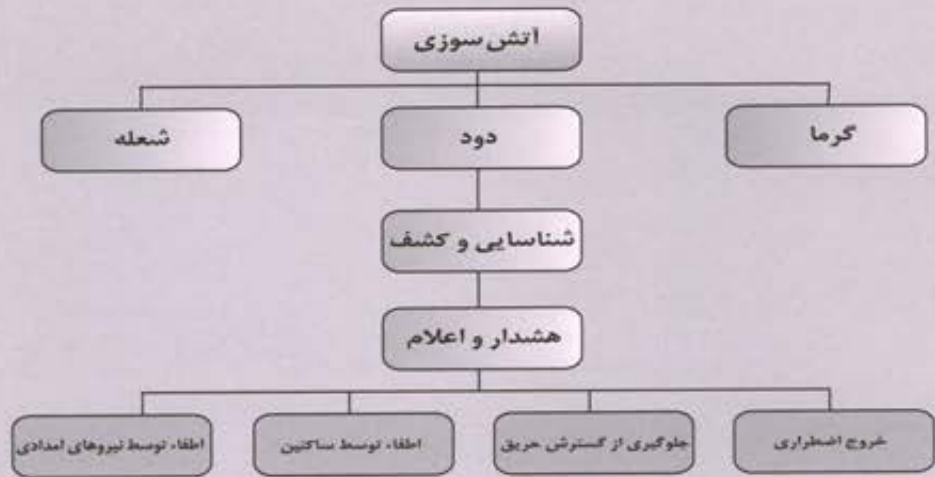 آتش سوزی
گرما
دود
شعله
شناسایی و کشف
هشدار و اعلام
خروج اضطراری
جلوگیری از گسترش حریق
اطفاء توسط ساکنین
اطفاء توسط نیروهای امدادی